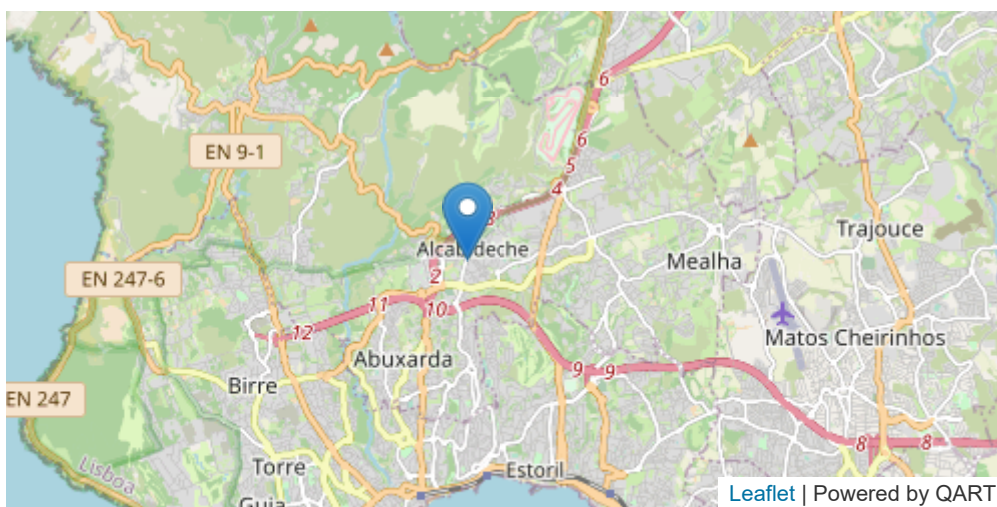 6
6
EN 9-1
5
4
3
Trajouce
Alcabideche
Mealha
2
EN 247-6
11
10
12
Matos Cheirinhos
Abuxarda
9
9
Birre
EN 247
8
8
Lisboa
Torre
Estoril
Guia
Leaflet | Powered by QART